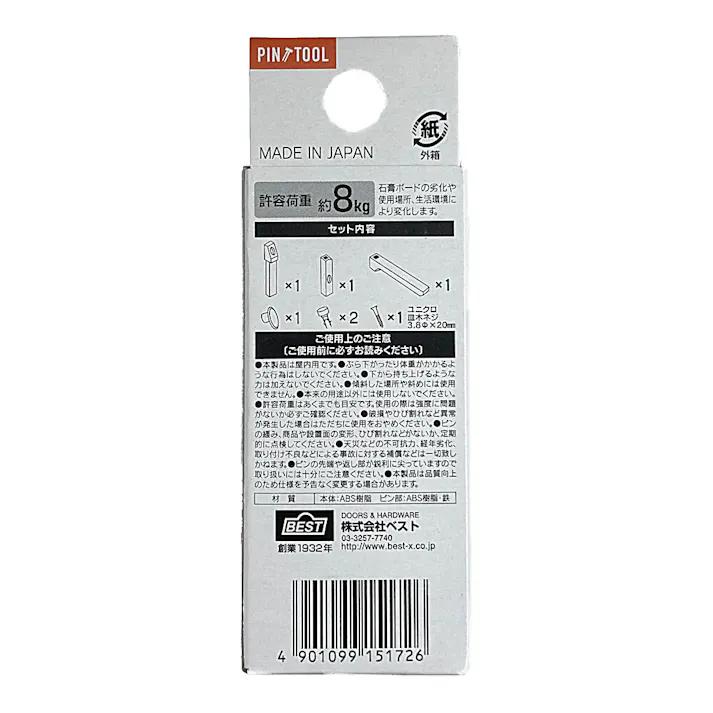 PIN TOOL
MADE IN JAPAN
紙
外箱
許容荷重 約8kg
石膏ボードの劣化や
使用場所、生活環境に
より変化します。
セット内容
×1 ×1 ×1
×1 ×2 ×1 ユニクロ
皿木ネジ
3.8Φ×20mm
ご使用上のご注意
〔ご使用前に必ずお読みください〕
●本製品は屋内用です。●ぶら下がったり体重がかかるよ
うな行為はしないでください。●下から持ち上げるような
力は加えないでください。●傾斜した場所や斜めには使用
できません。●本来の用途以外には使用しないでください。
●許容荷重はあくまでも目安です。使用の際は強度に問題
がないか必ずご確認ください。●破損やひび割れなど異常
が発生した場合はただちに使用をおやめください。●ピン
の緩み、商品や設置面の変形、ひび割れなどがないか、定期
的に点検してください。●天災などの不可抗力、経年劣化、
取り付け不良などによる事故に対する補償などは一切致し
かねます。●ピンの先端や返し部が鋭利に尖っていますので
取り扱いには十分にご注意ください。●本製品は品質向上
のため仕様を予告なく変更する場合があります。
材質 本体:ABS樹脂 ピン部:ABS樹脂・鉄
BEST
創業1932年
DOORS & HARDWARE
株式会社ベスト
03-3257-7740
http://www.best-x.co.jp
4 901099 151726